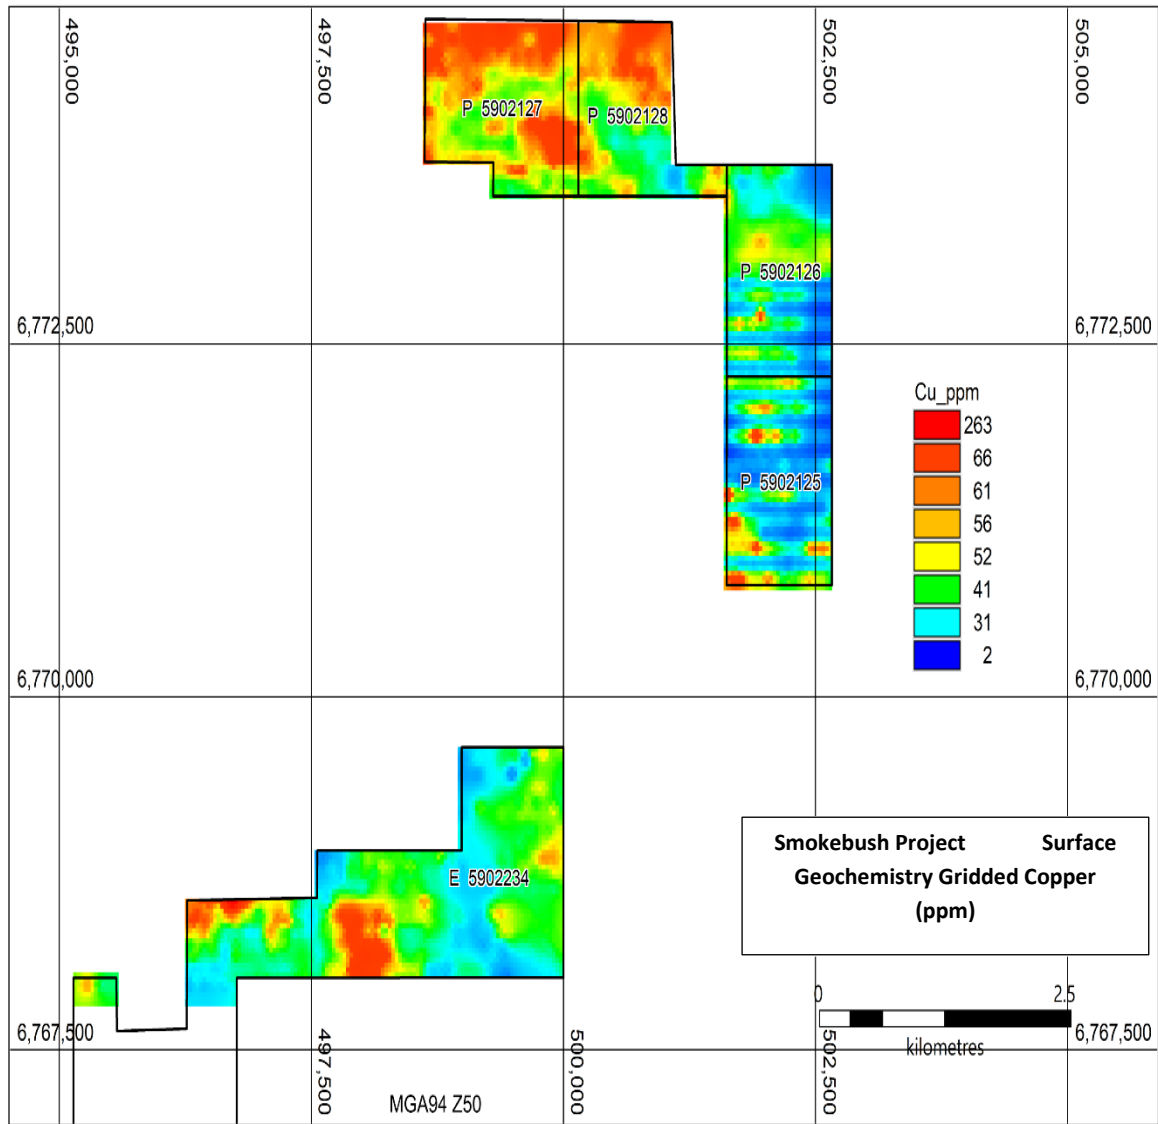 495,000
497,500
502,500
505,000
P 5902127
P 5902128
P 5902126
6,772,500
6,772,500
Cu_ppm
263
66
61
56
52
41
31
2
P 5902125
6,770,000
6,770,000
E 5902234
Smokebush Project Surface
Geochemistry Gridded Copper
(ppm)
0 2.5
kilometres
6,767,500
6,767,500
497,500
500,000
502,500
MGA94 Z50